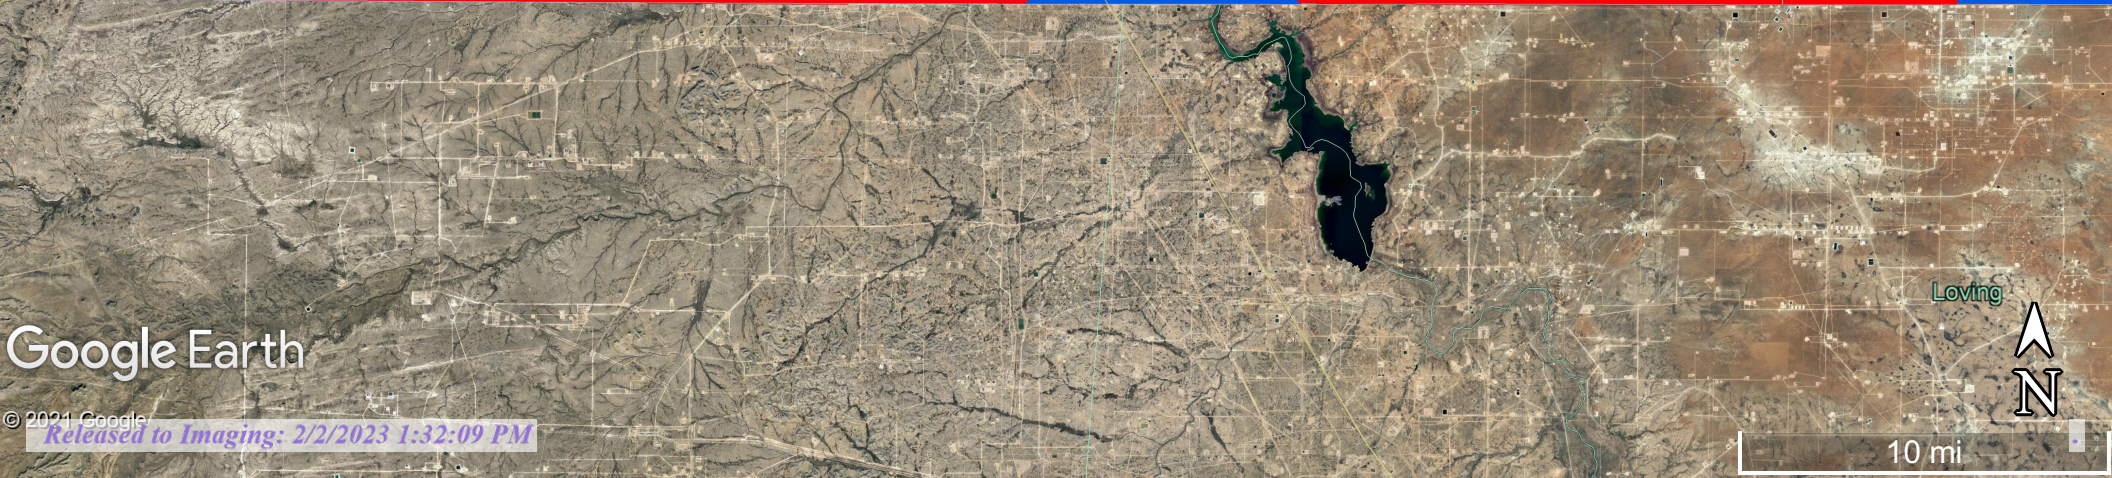 Loving
Google Earth
N
© 2021 Google
Released to Imaging: 2/2/2023 1:32:09 PM
10 mi